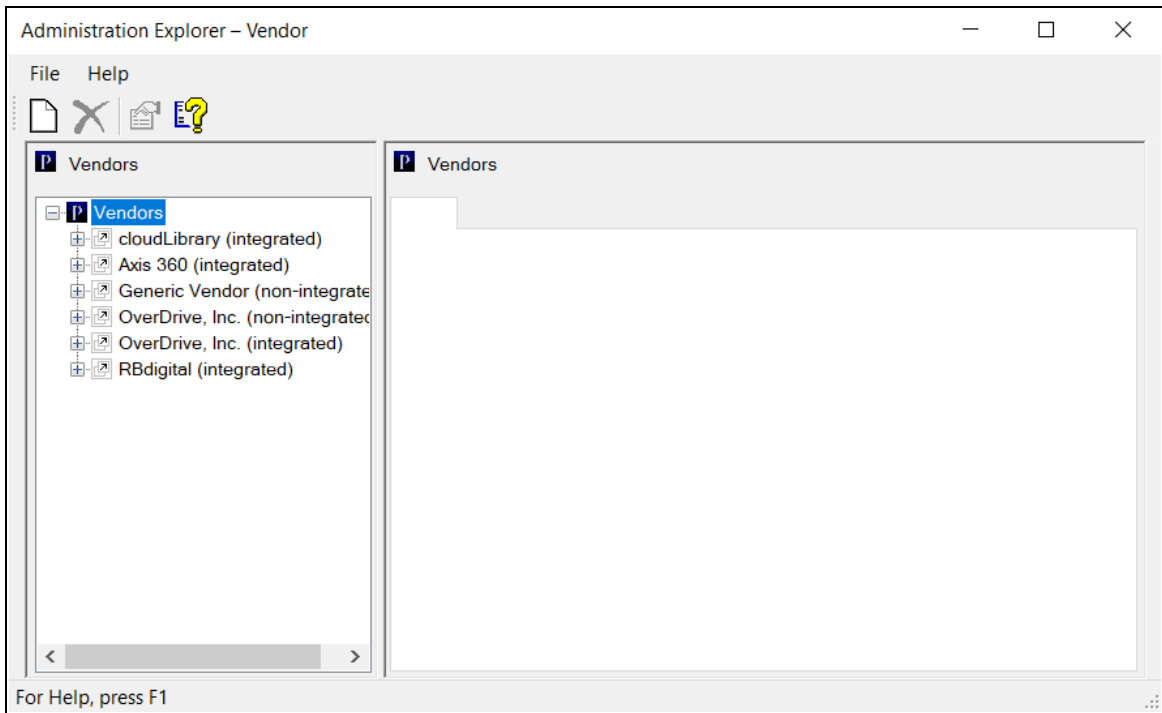 Administration Explorer – Vendor
File Help
Vendors
Vendors
Vendors
cloudLibrary (integrated)
Axis 360 (integrated)
Generic Vendor (non-integrate
OverDrive, Inc. (non-integrated
OverDrive, Inc. (integrated)
RBdigital (integrated)
For Help, press F1